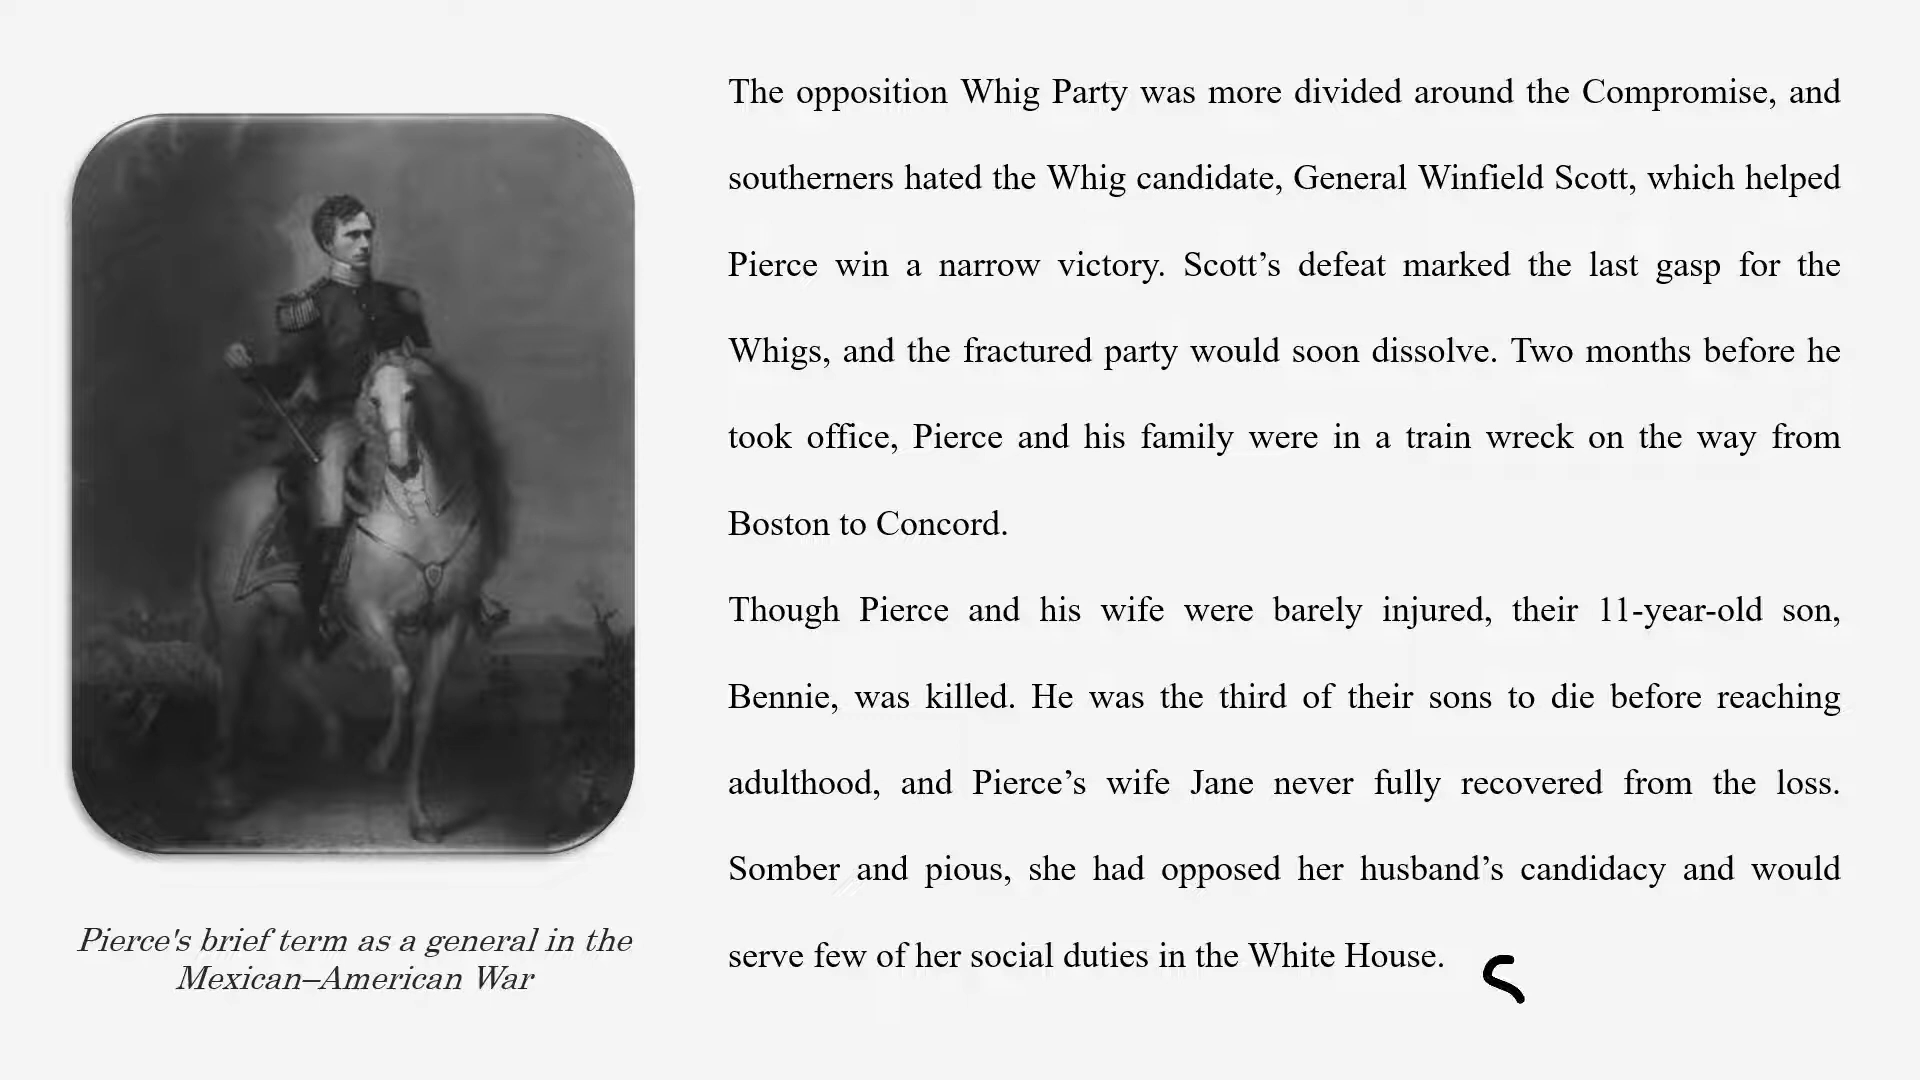 The opposition Whig Party was more divided around the Compromise, and
southerners hated the Whig candidate, General Winfield Scott, which helped
Pierce win a narrow victory. Scott’s defeat marked the last gasp for the
Whigs, and the fractured party would soon dissolve. Two months before he
took office, Pierce and his family were in a train wreck on the way from
Boston to Concord.
Though Pierce and his wife were barely injured, their 11-year-old son,
Bennie, was killed. He was the third of their sons to die before reaching
adulthood, and Pierce’s wife Jane never fully recovered from the loss.
Somber and pious, she had opposed her husband’s candidacy and would
serve few of her social duties in the White House.
Pierce's brief term as a general in the
Mexican–American War